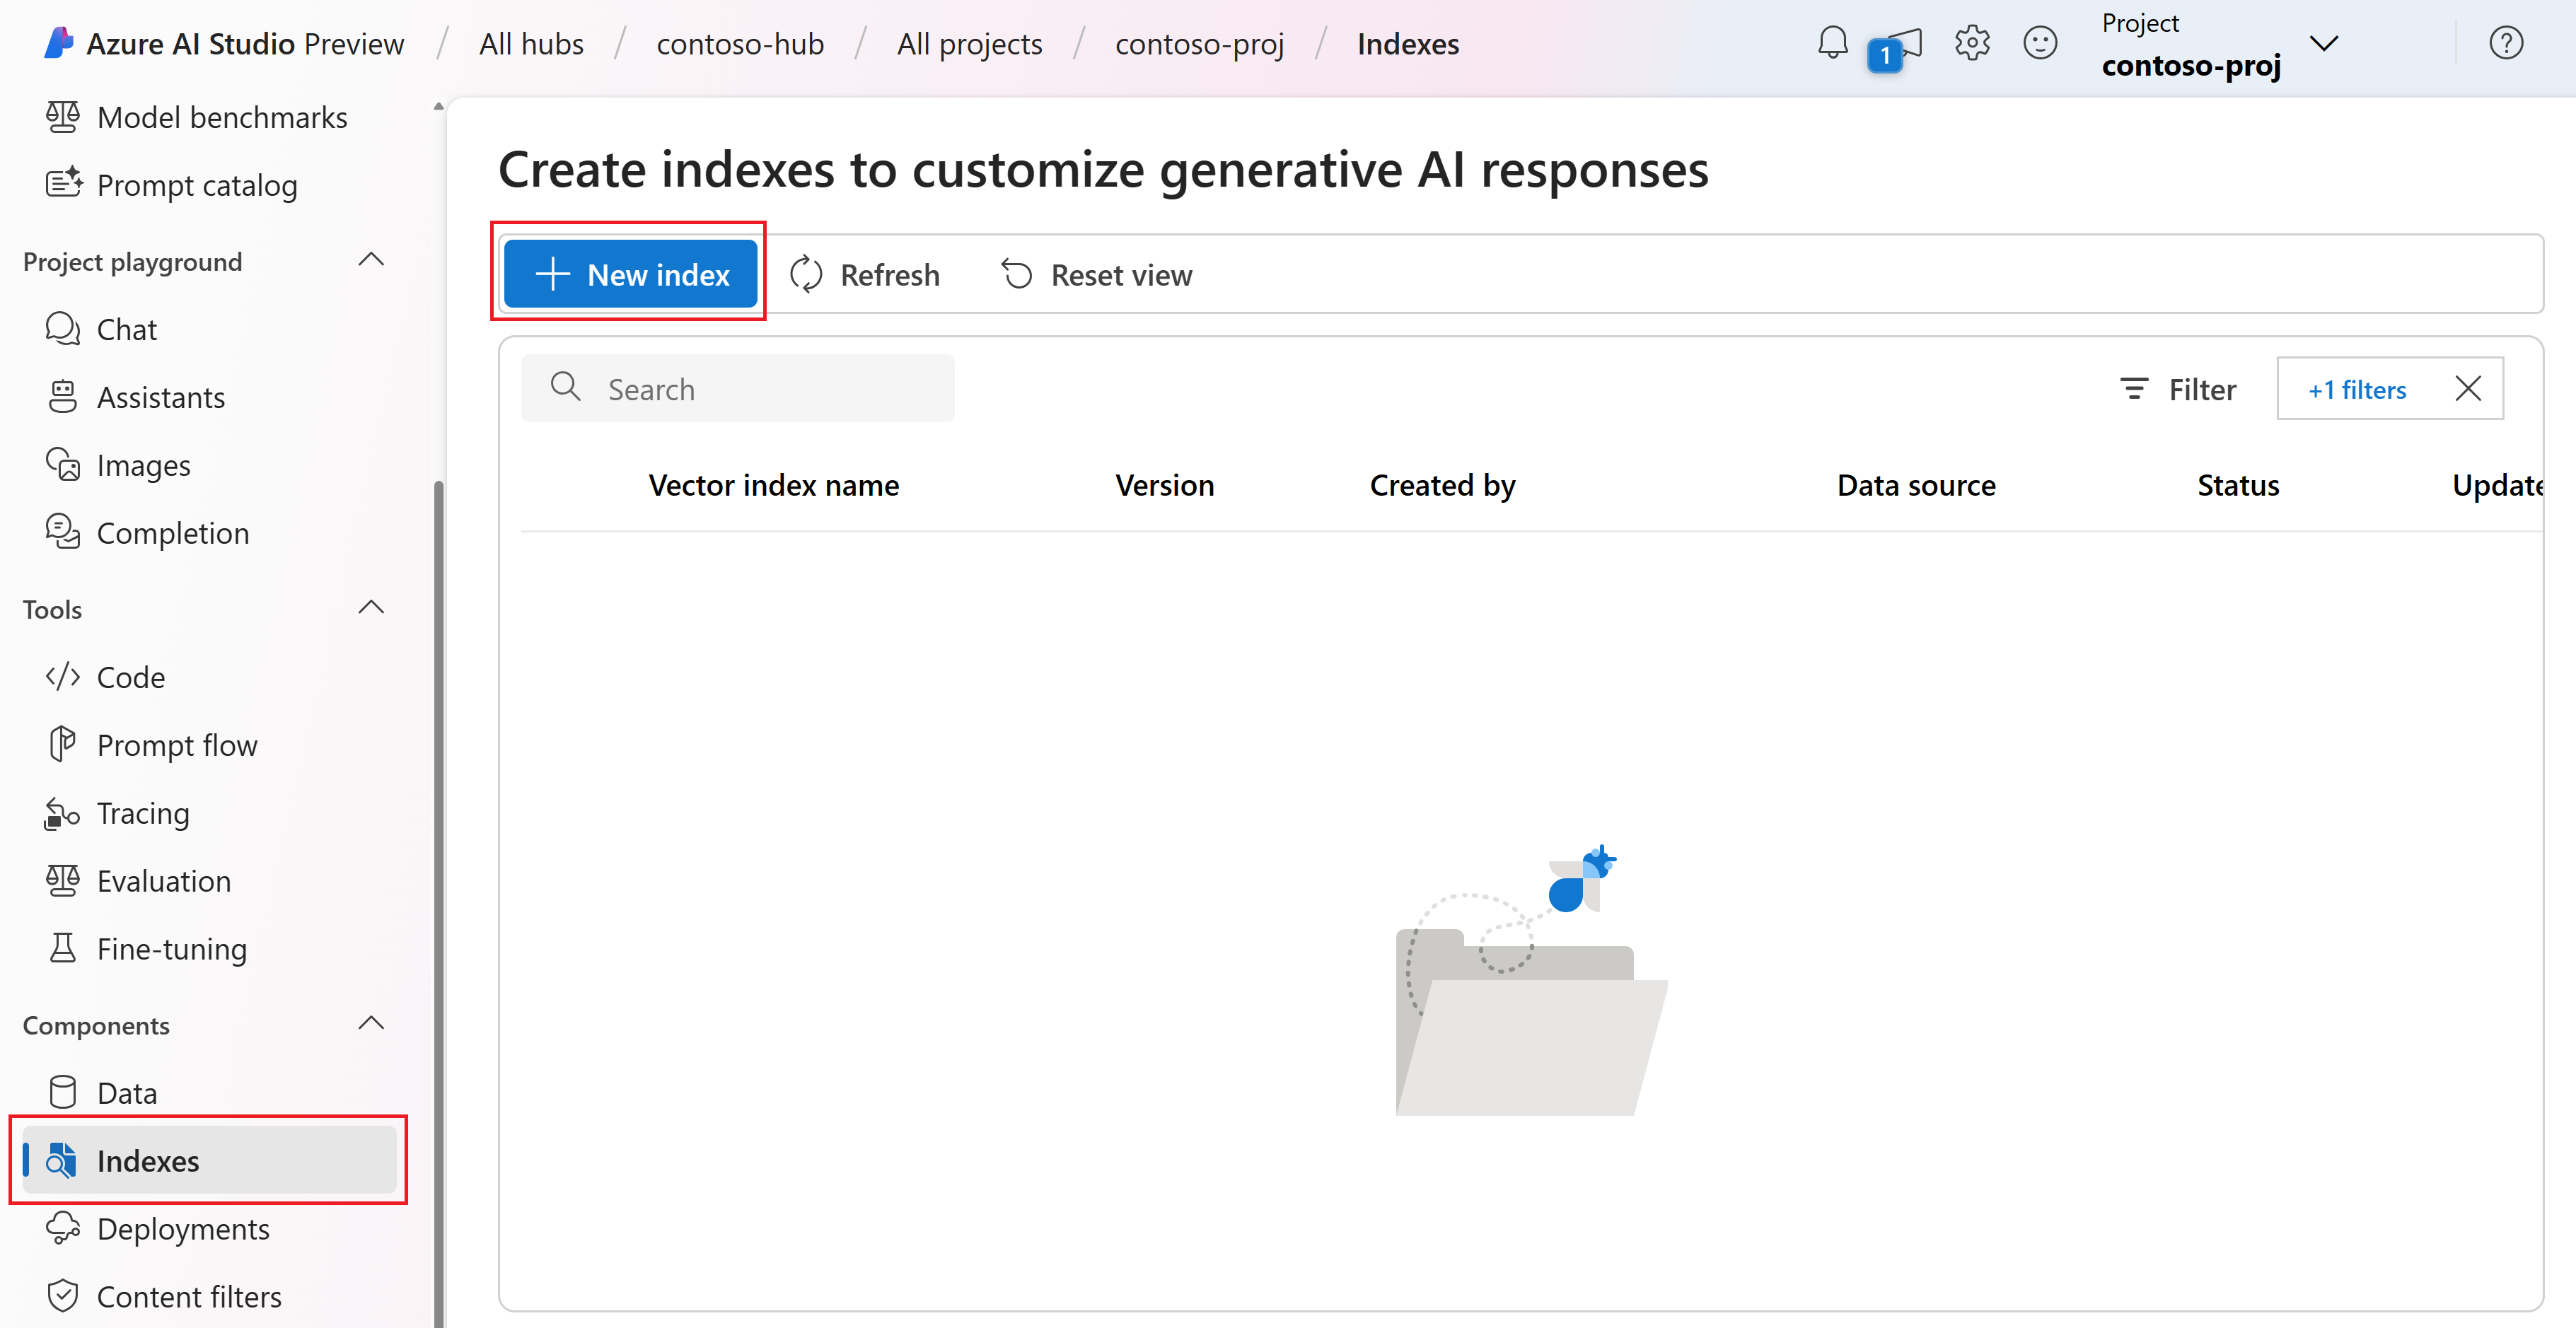 Azure AI Studio Preview / All hubs / contoso-hub / All projects / contoso-proj / Indexes
1
Project
contoso-proj
Model benchmarks
Prompt catalog
Project playground
Chat
Assistants
Images
Completion
Tools
Code
Prompt flow
Tracing
Evaluation
Fine-tuning
Components
Data
Indexes
Deployments
Content filters
Create indexes to customize generative AI responses
New index Refresh Reset view
Search Filter +1 filters
Vector index name Version Created by Data source Status Update